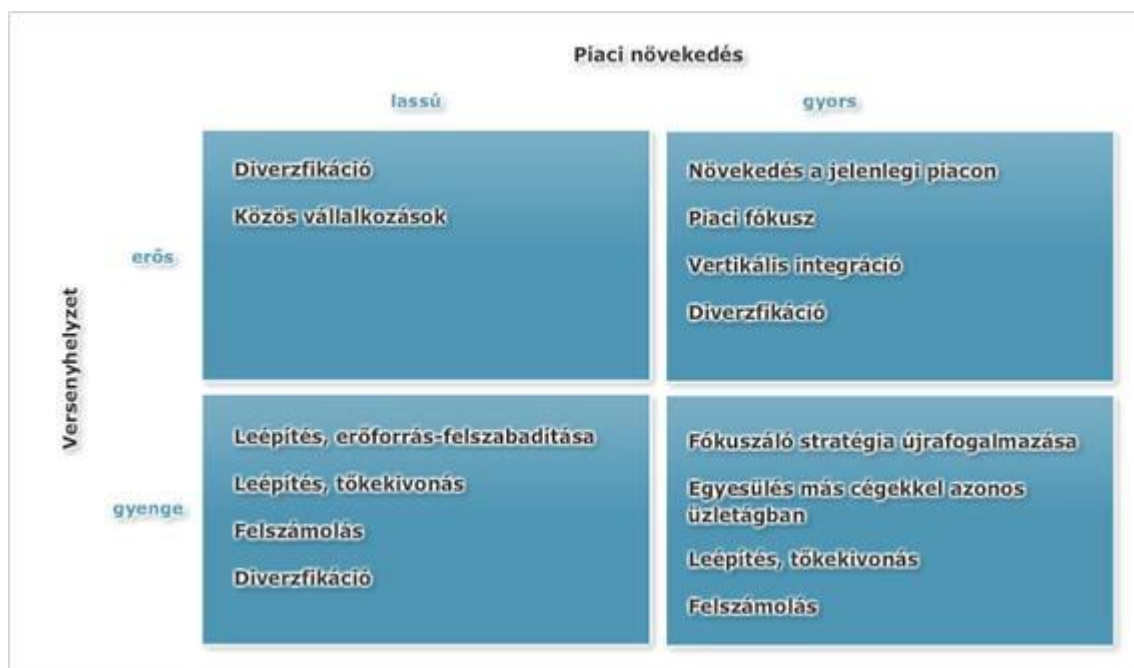 Piaci növekedés
lassú
gyors
Versenyhelyzet
erős
Diverzfikáció
Közös vállalkozások
Növekedés a jelenlegi piacon
Piaci fókusz
Vertikális integráció
Diverzfikáció
gyenge
Leépítés, erőforrás-felszabadítása
Leépítés, tőkekivonás
Felszámolás
Diverzfikáció
Fókuszáló stratégia újrafogalmazása
Egyesülés más cégekkel azonos
üzletágban
Leépítés, tőkekivonás
Felszámolás